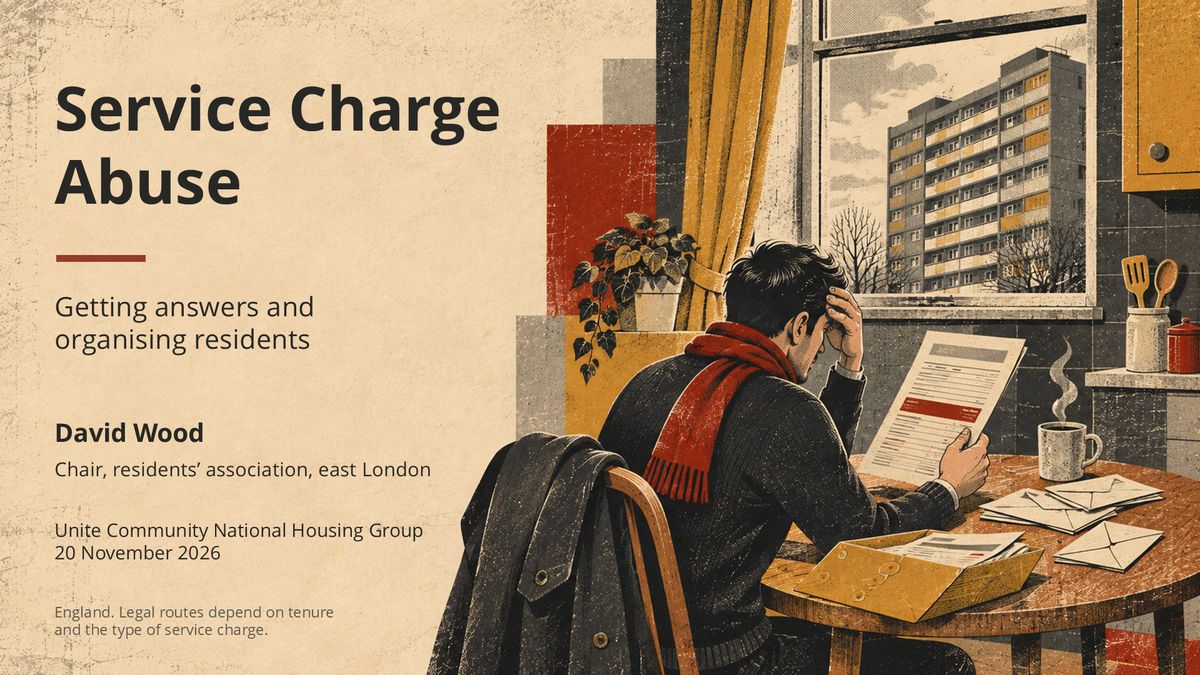 Service Charge
Abuse
Getting answers and
organising residents
David Wood
Chair, residents’ association, east London
Unite Community National Housing Group
20 November 2026
England. Legal routes depend on tenure
and the type of service charge.